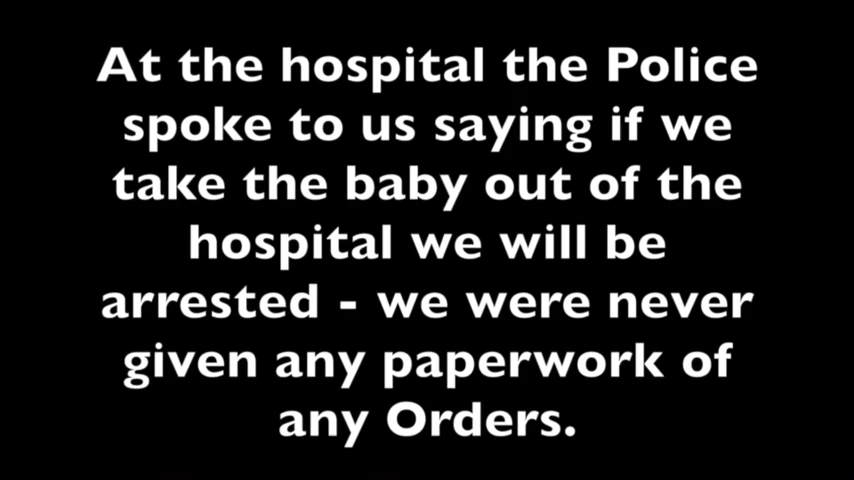 At the hospital the Police
spoke to us saying if we
take the baby out of the
hospital we will be
arrested - we were never
given any paperwork of
any Orders.